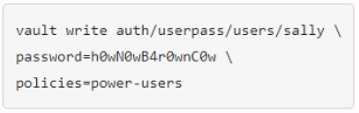 vault write auth/userpass/users/sally \
password=h0wN0wB4r0wnC0w \
policies=power-users